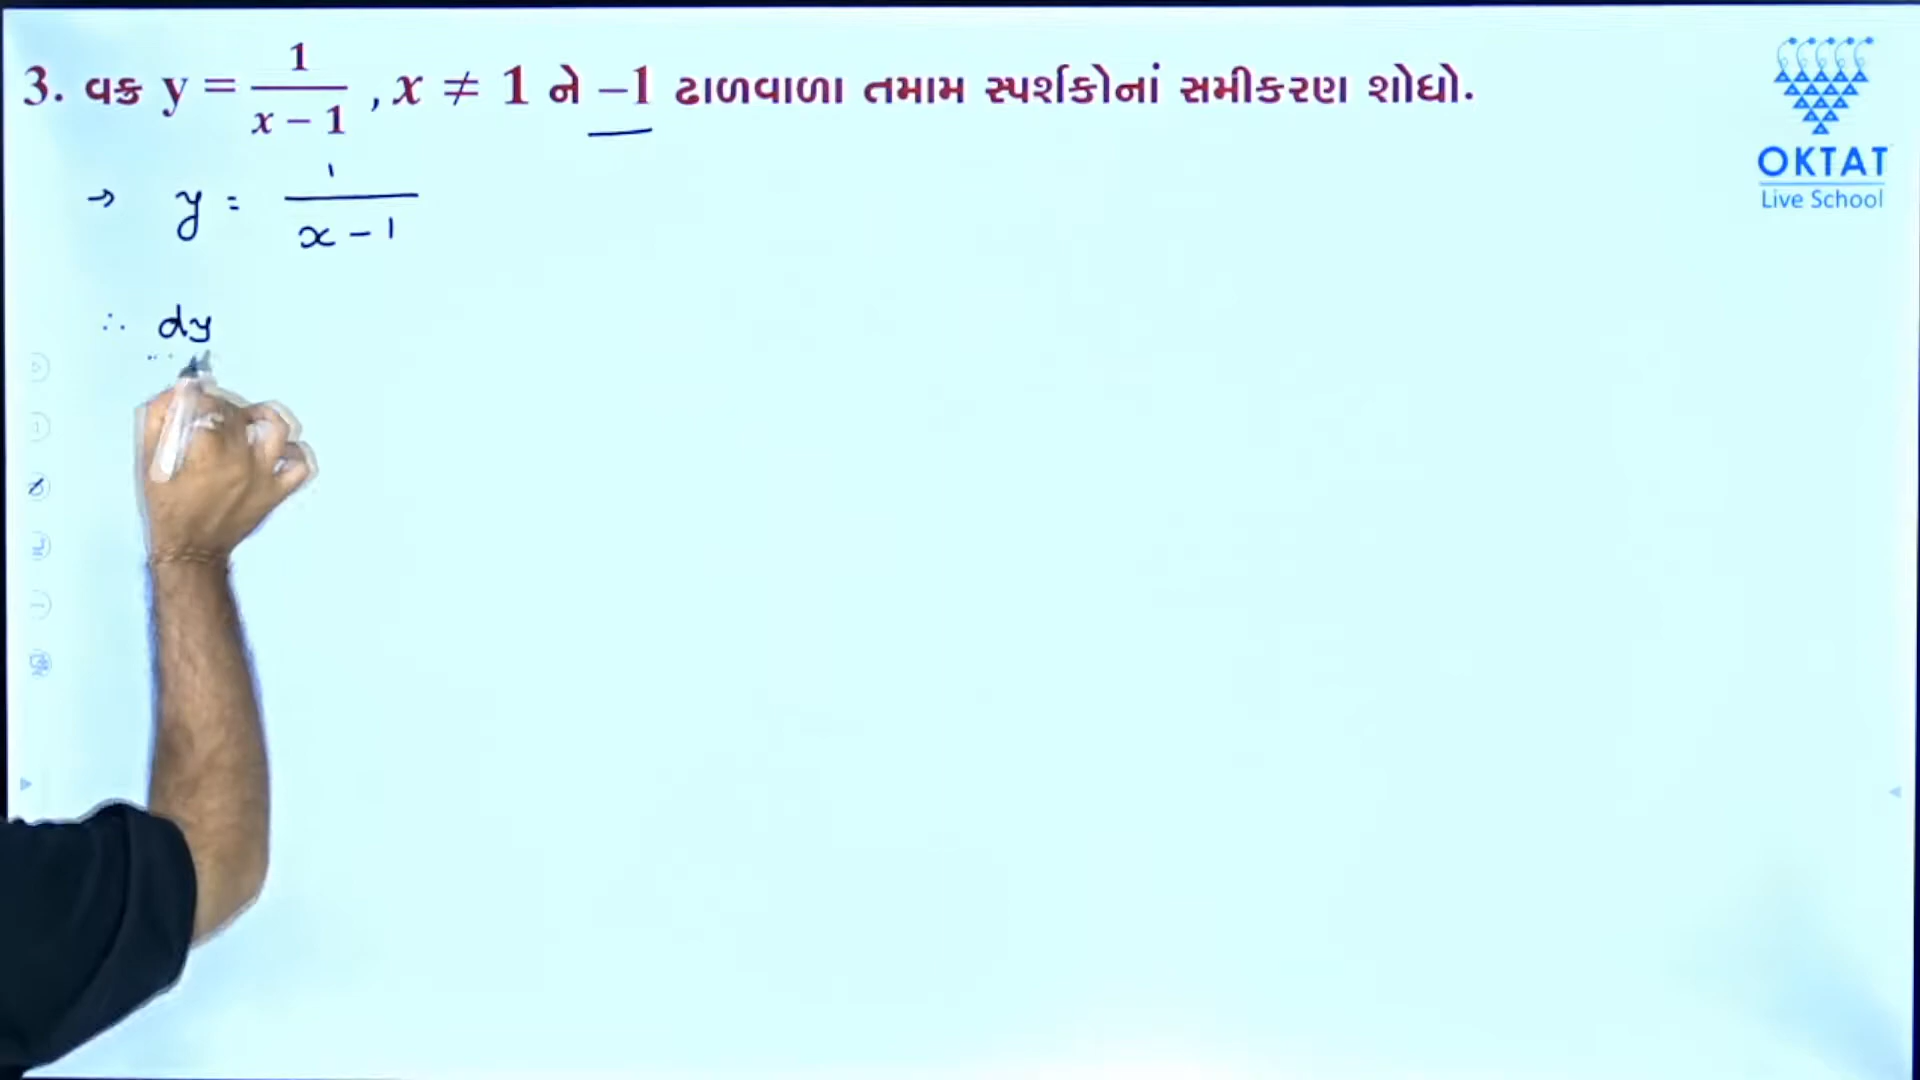 3. વક્ર y = 1/(x – 1) , x ≠ 1 ને –1 ઢાળવાળા તમામ સ્પર્શકોનાં સમીકરણ શોધો.
→ y = 1/(x – 1)
∴ dy
OKTAT
Live School